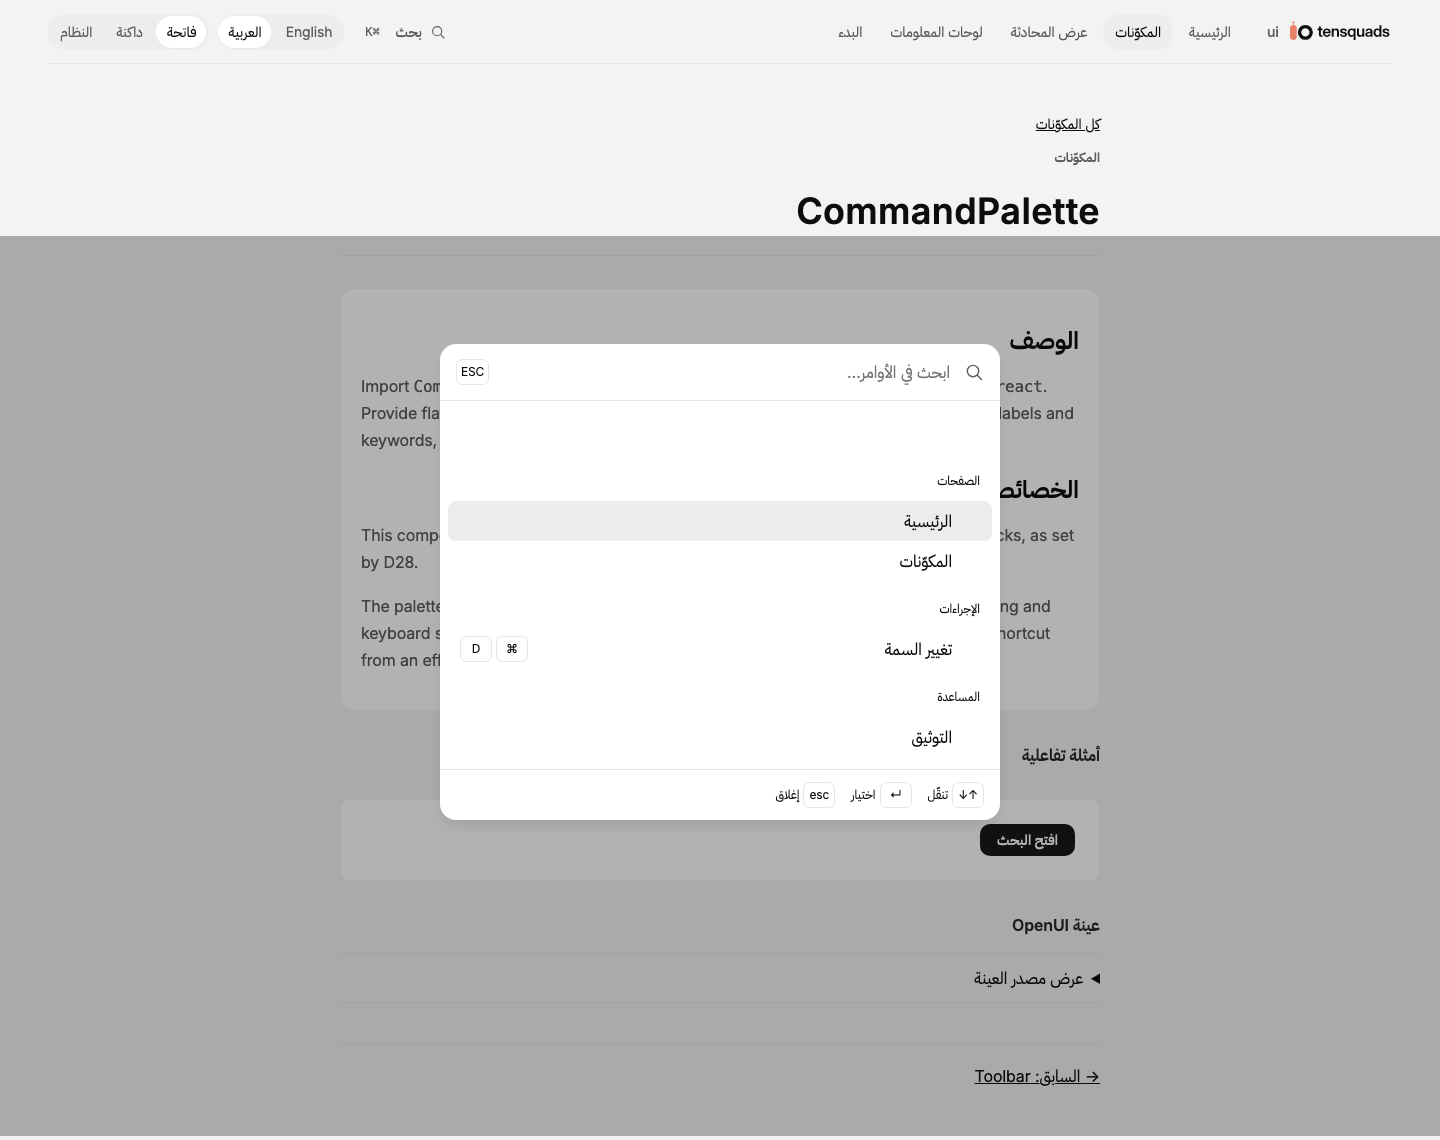 tensquads ui
الرئيسية
المكوّنات
عرض المحادثة
لوحات المعلومات
البدء
بحث
⌘K
English
العربية
فاتحة
داكنة
النظام
كل المكوّنات
المكوّنات
CommandPalette
الوصف
Import Com
react.
Provide fla
labels and
keywords,
الخصائص
This comp
cks, as set
by D28.
The palette
ng and
keyboard s
hortcut
from an eff
ابحث في الأوامر...
ESC
الصفحات
الرئيسية
المكوّنات
الإجراءات
تغيير السمة
⌘ D
المساعدة
التوثيق
↑↓ تنقّل
↵ اختيار
esc إغلاق
أمثلة تفاعلية
افتح البحث
عينة OpenUI
عرض مصدر العينة
→ السابق: Toolbar